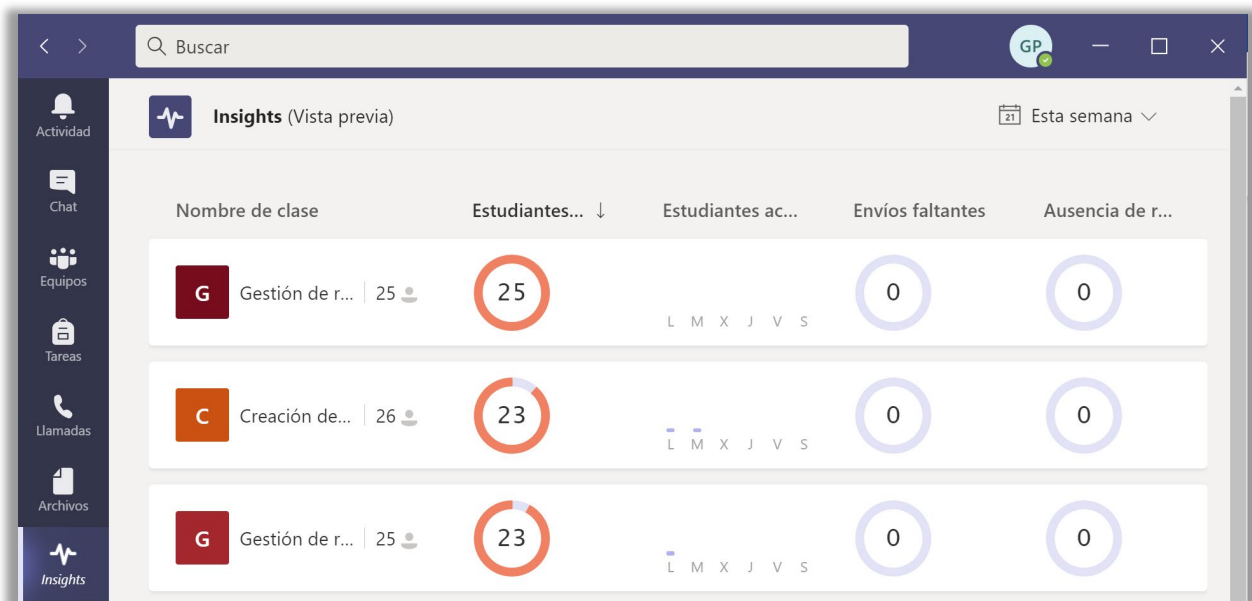 Buscar
GP
Actividad
Chat
Equipos
Tareas
Llamadas
Archivos
Insights
Insights (Vista previa)
21 Esta semana
Nombre de clase Estudiantes... ↓ Estudiantes ac... Envíos faltantes Ausencia de r...
G Gestión de r... 25 25 L M X J V S 0 0
C Creación de... 26 23 L M X J V S 0 0
G Gestión de r... 25 23 L M X J V S 0 0